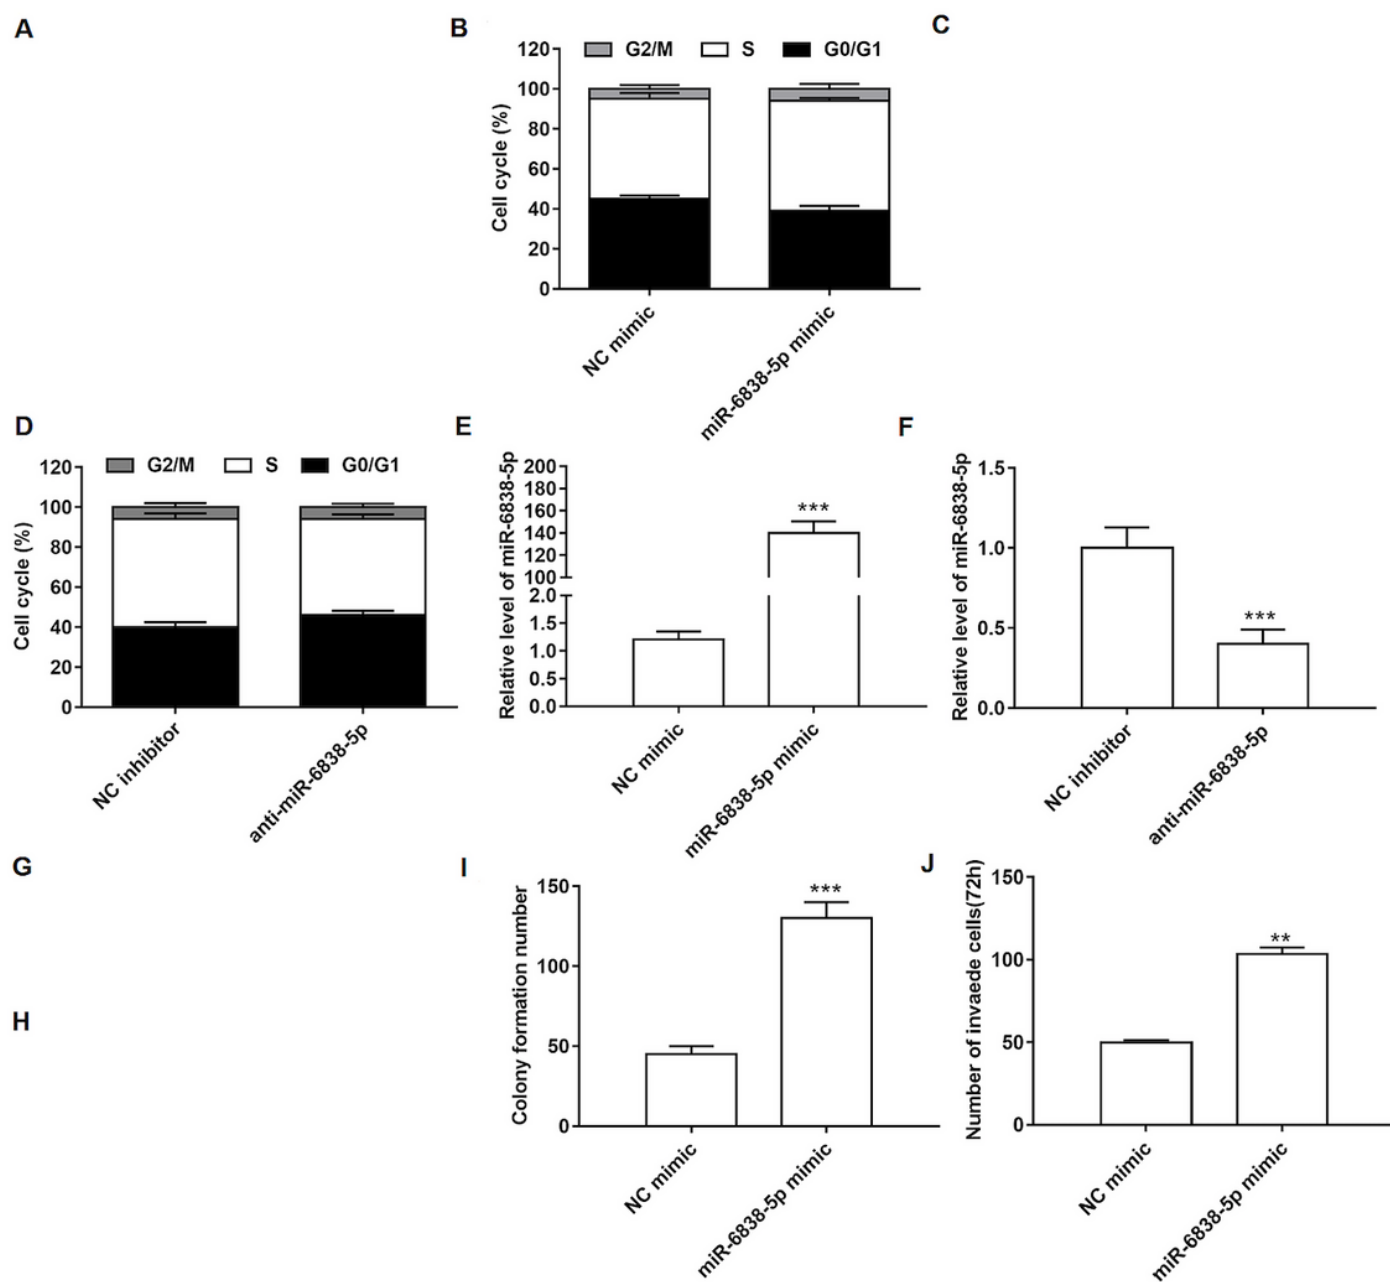 A
B
C
G2/M S G0/G1
Cell cycle (%)
120
100
80
60
40
20
0
NC mimic
miR-6838-5p mimic
D
E
F
G2/M S G0/G1
Cell cycle (%)
120
100
80
60
40
20
0
NC inhibitor
anti-miR-6838-5p
Relative level of miR-6838-5p
200
180
160
140
120
100
2.0
1.5
1.0
0.5
0.0
***
NC mimic
miR-6838-5p mimic
Relative level of miR-6838-5p
1.5
1.0
0.5
0.0
***
NC inhibitor
anti-miR-6838-5p
G
H
I
J
Colony formation number
150
100
50
0
***
NC mimic
miR-6838-5p mimic
Number of invaede cells(72h)
150
100
50
0
**
NC mimic
miR-6838-5p mimic